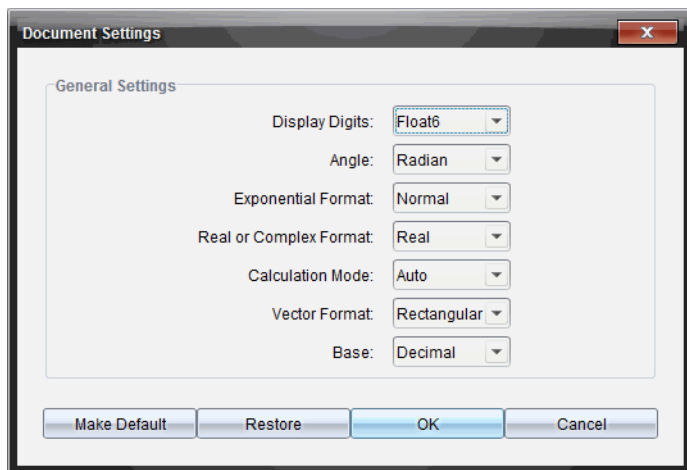 Document Settings
X
General Settings
Display Digits: Float6
Angle: Radian
Exponential Format: Normal
Real or Complex Format: Real
Calculation Mode: Auto
Vector Format: Rectangular
Base: Decimal
Make Default Restore OK Cancel